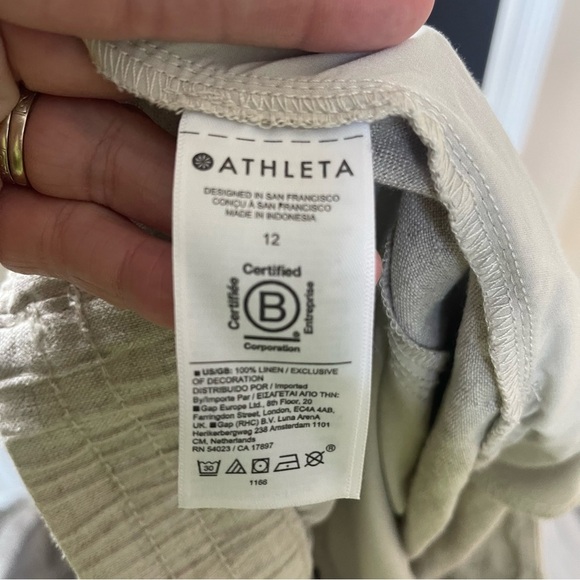 ATHLETA
DESIGNED IN SAN FRANCISCO
CONÇU À SAN FRANCISCO
MADE IN INDONESIA
12
Certified
Certifiée
B
Entreprise
Corporation
■ US/GB: 100% LINEN / EXCLUSIVE
OF DECORATION
DISTRIBUIDO POR / Imported
By/Importe Par / ΕΙΣΑΓΕΤΑΙ ΑΠΟ ΤΗΝ:
■ Gap Europe Ltd., 8th Floor, 20
Farringdon Street, London, EC4A 4AB,
UK. ■ Gap (RHC) B.V. Luna ArenA
Herikerbergweg 238 Amsterdam 1101
CM, Netherlands
RN 54023 / CA 17897
30
1166